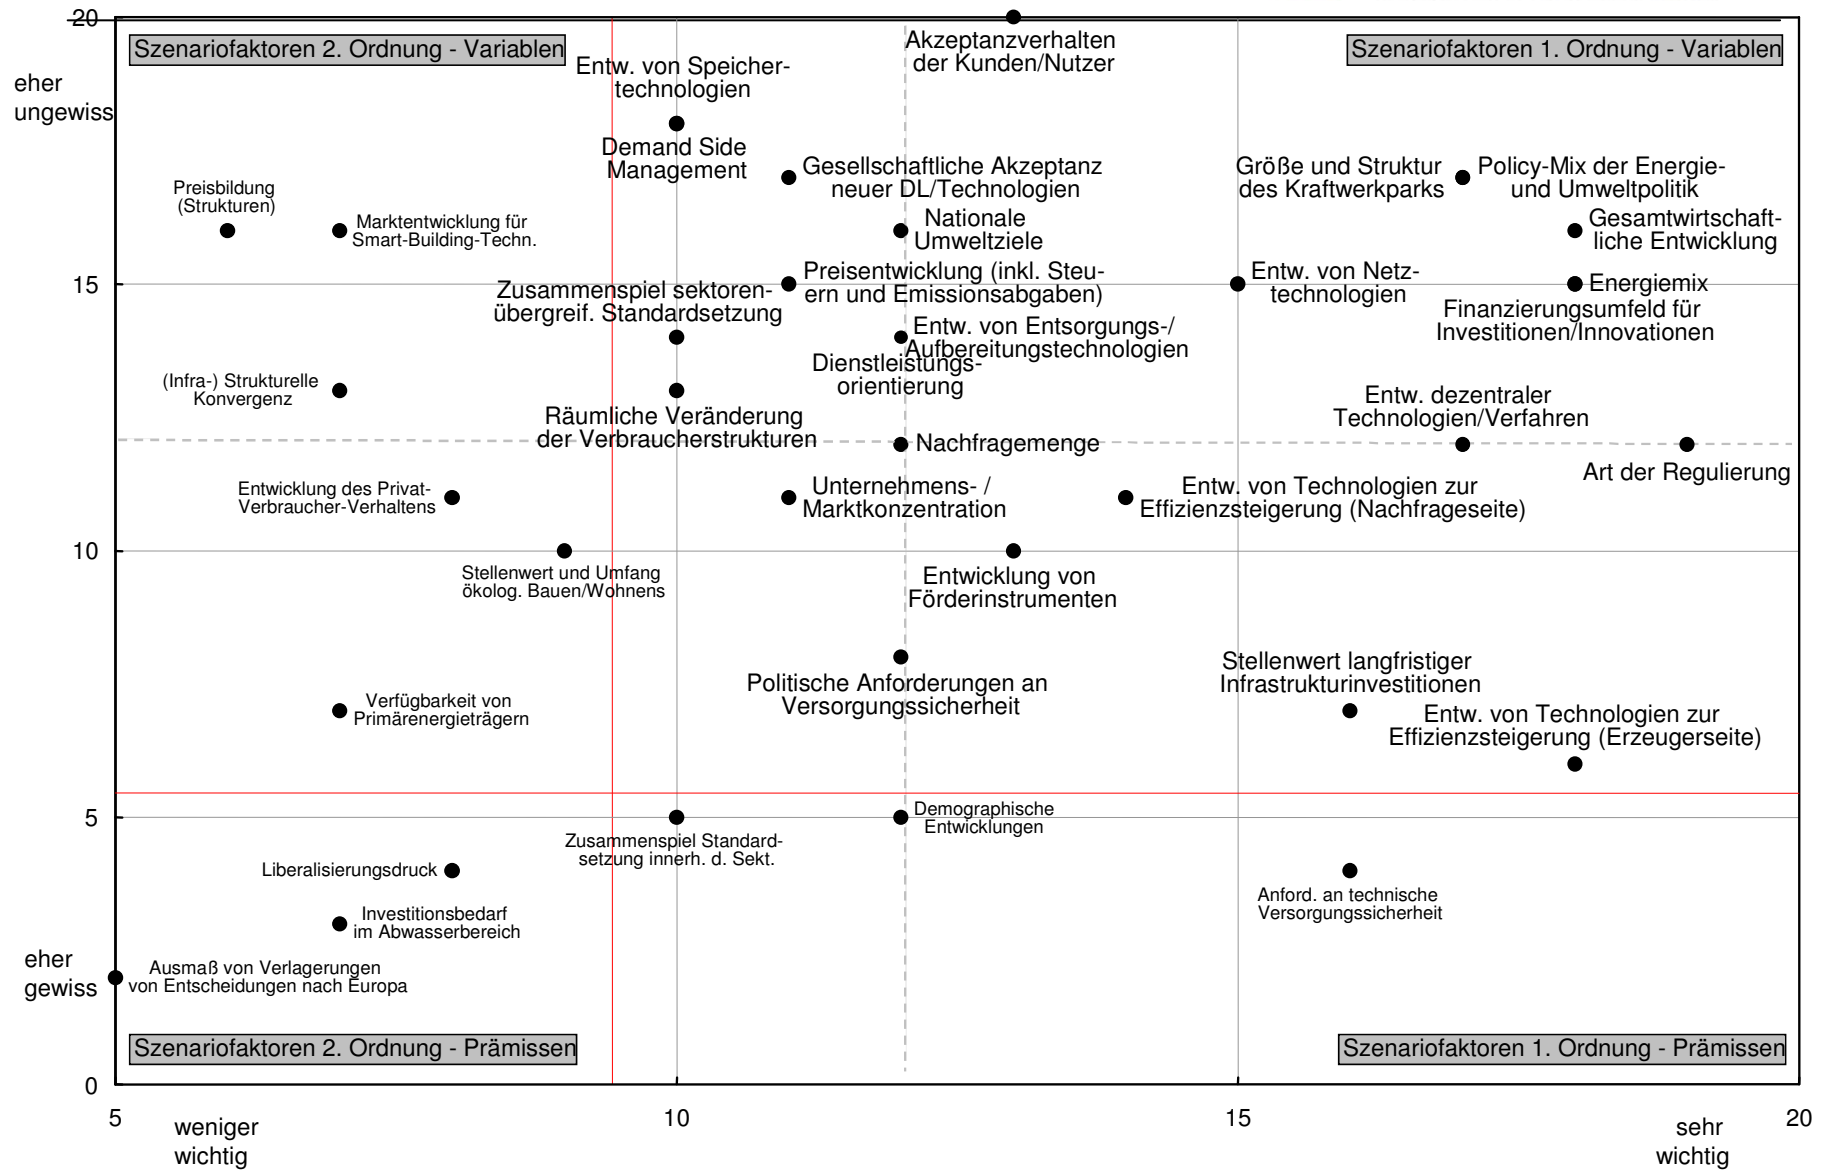 20
Szenariofaktoren 2. Ordnung - Variablen
Szenariofaktoren 1. Ordnung - Variablen
eher
ungewiss
Akzeptanzverhalten
der Kunden/Nutzer
Entw. von Speicher-
technologien
Demand Side
Management
Gesellschaftliche Akzeptanz
neuer DL/Technologien
Größe und Struktur
des Kraftwerkparks
Policy-Mix der Energie-
und Umweltpolitik
Preisbildung
(Strukturen)
Marktentwicklung für
Smart-Building-Techn.
Nationale
Umweltziele
Gesamtwirtschaft-
liche Entwicklung
15
Zusammenspiel sektoren-
übergreif. Standardsetzung
Preisentwicklung (inkl. Steu-
ern und Emissionsabgaben)
Entw. von Netz-
technologien
Energiemix
Finanzierungsumfeld für
Investitionen/Innovationen
Entw. von Entsorgungs-/
Aufbereitungstechnologien
Dienstleistungs-
orientierung
(Infra-) Strukturelle
Konvergenz
Räumliche Veränderung
der Verbraucherstrukturen
Entw. dezentraler
Technologien/Verfahren
Nachfragemenge
Art der Regulierung
Entwicklung des Privat-
Verbraucher-Verhaltens
Unternehmens- /
Marktkonzentration
Entw. von Technologien zur
Effizienzsteigerung (Nachfrageseite)
10
Stellenwert und Umfang
ökolog. Bauen/Wohnens
Entwicklung von
Förderinstrumenten
Politische Anforderungen an
Versorgungssicherheit
Stellenwert langfristiger
Infrastrukturinvestitionen
Verfügbarkeit von
Primärenergieträgern
Entw. von Technologien zur
Effizienzsteigerung (Erzeugerseite)
5
Zusammenspiel Standard-
setzung innerh. d. Sekt.
Demographische
Entwicklungen
Liberalisierungsdruck
Anford. an technische
Versorgungssicherheit
Investitionsbedarf
im Abwasserbereich
eher
gewiss
Ausmaß von Verlagerungen
von Entscheidungen nach Europa
Szenariofaktoren 2. Ordnung - Prämissen
Szenariofaktoren 1. Ordnung - Prämissen
0
5
10
15
20
weniger
wichtig
sehr
wichtig